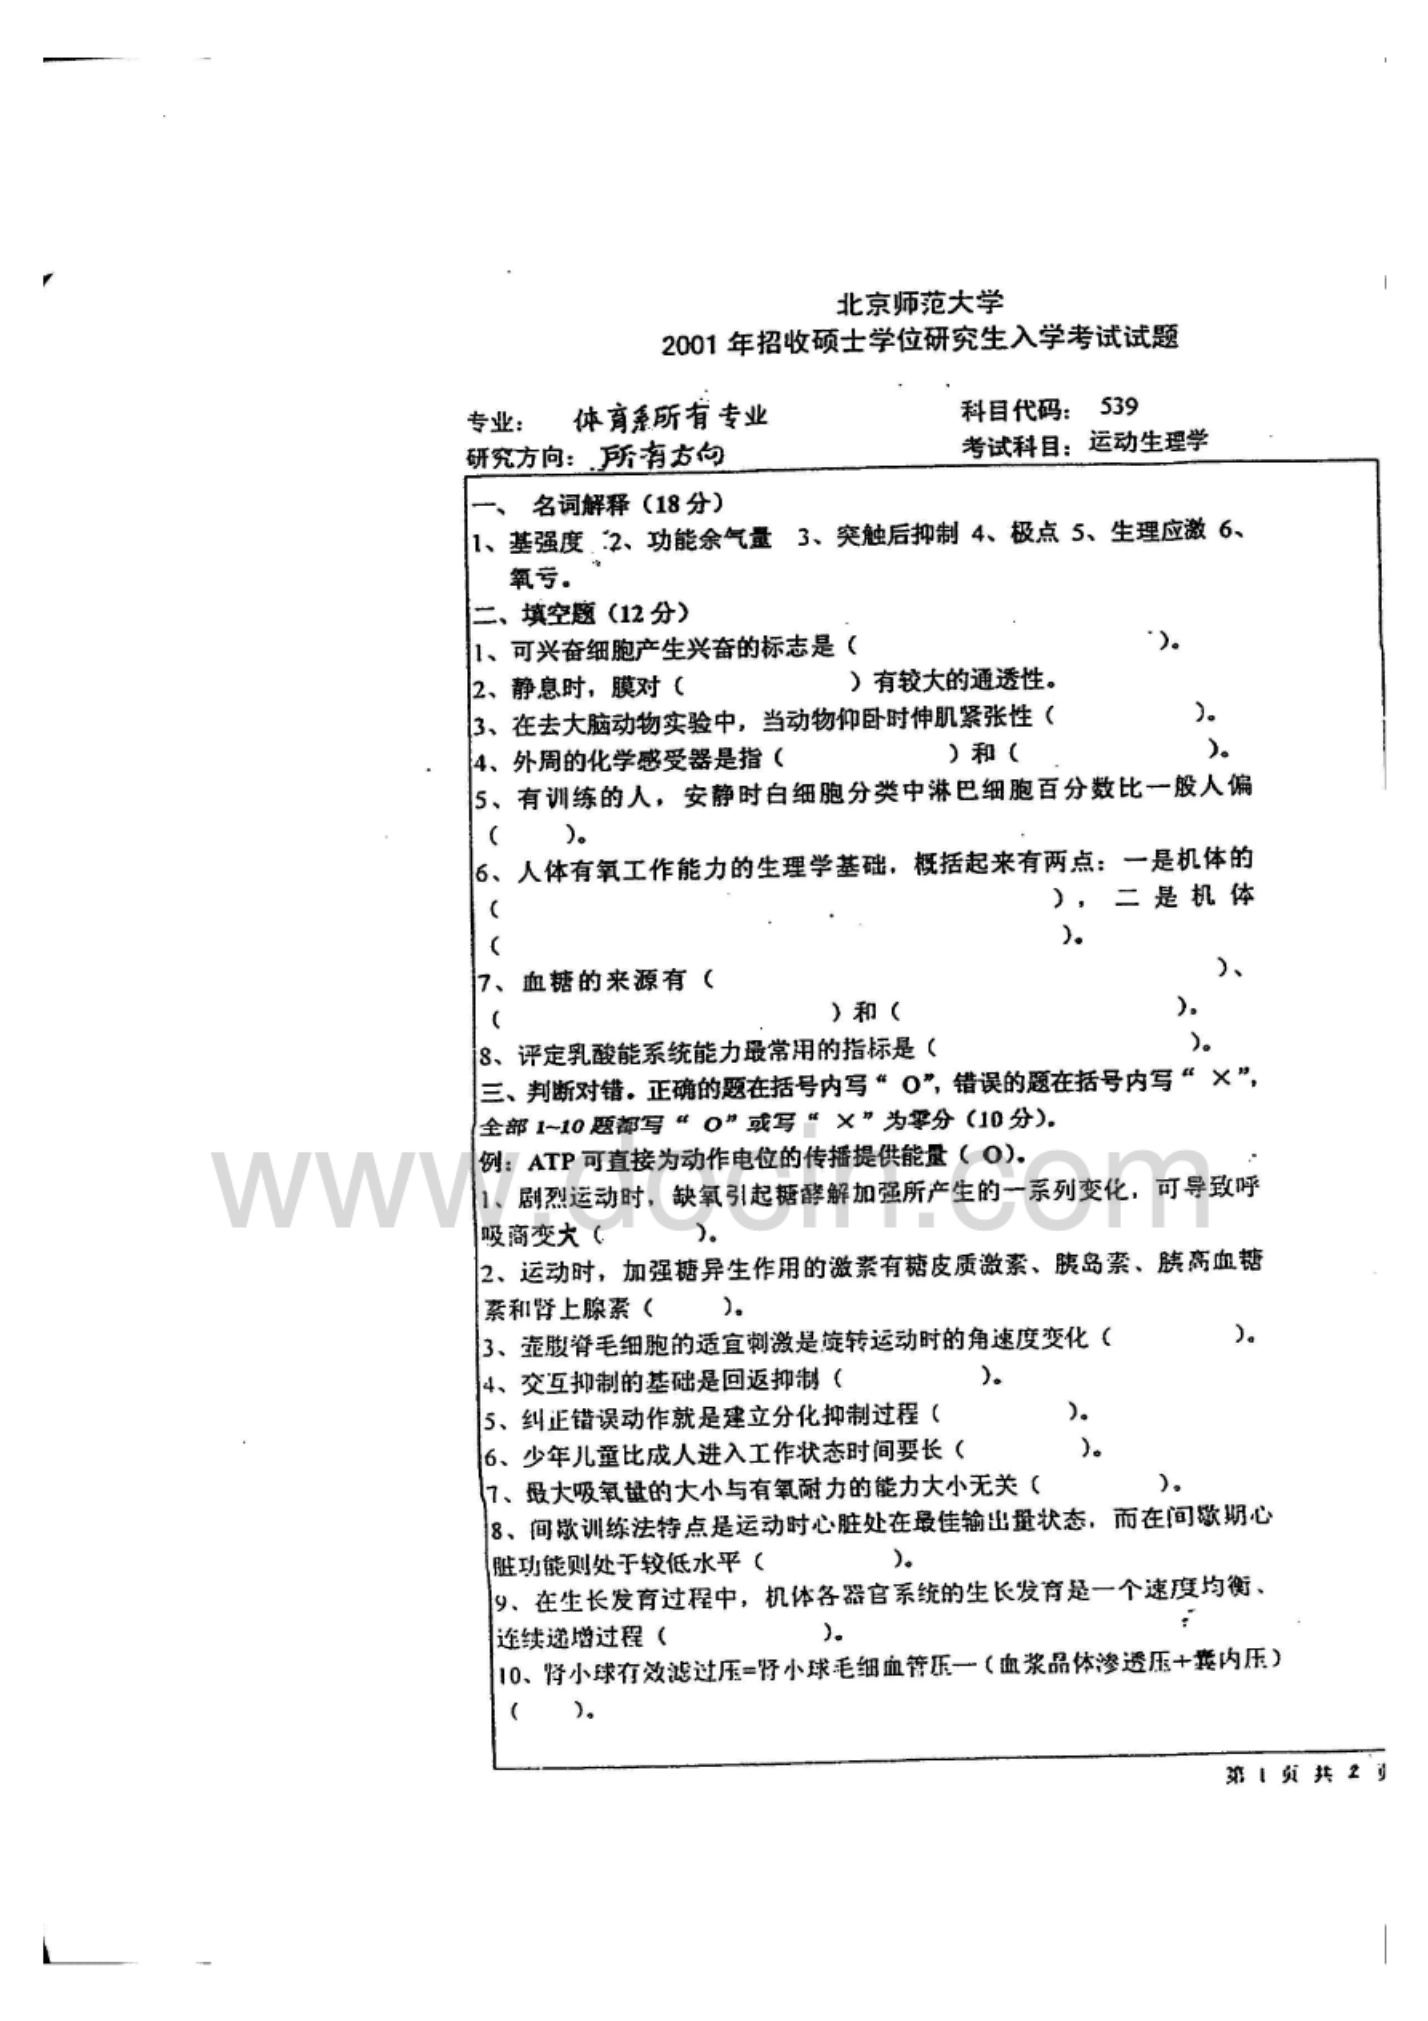 北京师范大学
2001 年招收硕士学位研究生入学考试试题
专业： 体育系所有专业 科目代码： 539
研究方向： 所有方向 考试科目：运动生理学
一、 名词解释（18 分）
1、基强度 2、功能余气量 3、突触后抑制 4、极点 5、生理应激 6、
氧亏。
二、填空题（12 分）
1、可兴奋细胞产生兴奋的标志是（ ）。
2、静息时，膜对（ ）有较大的通透性。
3、在去大脑动物实验中，当动物仰卧时伸肌紧张性（ ）。
4、外周的化学感受器是指（ ）和（ ）。
5、有训练的人，安静时白细胞分类中淋巴细胞百分数比一般人偏
（ ）。
6、人体有氧工作能力的生理学基础，概括起来有两点：一是机体的
（ ），二是机体
（ ）。
7、血糖的来源有（ ）、
（ ）和（ ）。
8、评定乳酸能系统能力最常用的指标是（ ）。
三、判断对错。正确的题在括号内写“ O”，错误的题在括号内写“ ×”，
全部 1~10 题都写“ O”或写“ ×”为零分（10 分）。
例：ATP 可直接为动作电位的传播提供能量（ O）。
1、剧烈运动时，缺氧引起糖酵解加强所产生的一系列变化，可导致呼
吸商变大（ ）。
2、运动时，加强糖异生作用的激素有糖皮质激素、胰岛素、胰高血糖
素和肾上腺素（ ）。
3、壶腹脊毛细胞的适宜刺激是旋转运动时的角速度变化（ ）。
4、交互抑制的基础是回返抑制（ ）。
5、纠正错误动作就是建立分化抑制过程（ ）。
6、少年儿童比成人进入工作状态时间要长（ ）。
7、最大吸氧量的大小与有氧耐力的能力大小无关（ ）。
8、间歇训练法特点是运动时心脏处在最佳输出量状态，而在间歇期心
脏功能则处于较低水平（ ）。
9、在生长发育过程中，机体各器官系统的生长发育是一个速度均衡、
连续递增过程（ ）。
10、肾小球有效滤过压=肾小球毛细血管压—（血浆晶体渗透压+囊内压）
（ ）。
第 1 页 共 2 页
www.docin.com